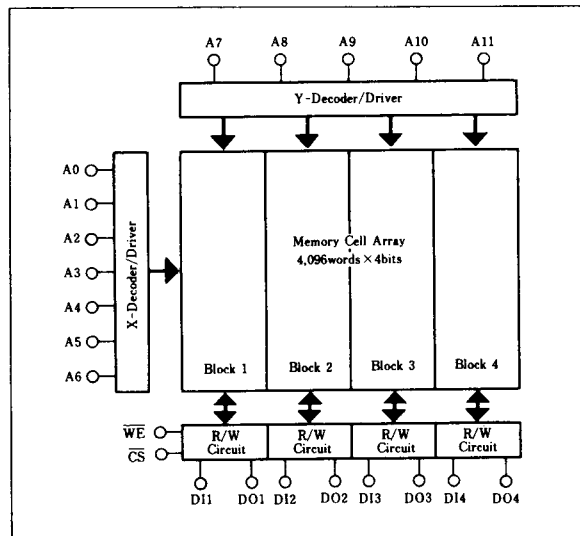 A7 A8 A9 A10 A11
Y-Decoder/Driver
A0
A1
A2
A3
A4
A5
A6
X-Decoder/Driver
Memory Cell Array
4,096words×4bits
Block 1 Block 2 Block 3 Block 4
W̅E̅
C̅S̅
R/W Circuit
R/W Circuit
R/W Circuit
R/W Circuit
DI1 DO1 DI2 DO2 DI3 DO3 DI4 DO4